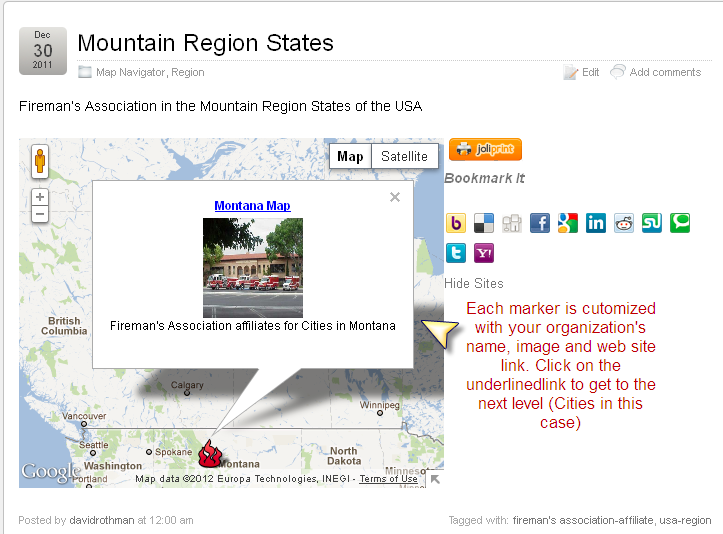 Dec
30
2011
Mountain Region States
Map Navigator, Region
Edit
Add comments
Fireman's Association in the Mountain Region States of the USA
Map
Satellite
joliprint
Bookmark It
Montana Map
Fireman's Association affiliates for Cities in Montana
Hide Sites
Each marker is cutomized
with your organization's
name, image and web site
link. Click on the
underlinedlink to get to the
next level (Cities in this
case)
British
Columbia
Calgary
Vancouver
Winnipeg
Seattle
Spokane
Washington
Montana
North
Dakota
Portland
Google
Map data ©2012 Europa Technologies, INEGI - Terms of Use
Posted by davidrothman at 12:00 am
Tagged with: fireman's association-affiliate, usa-region